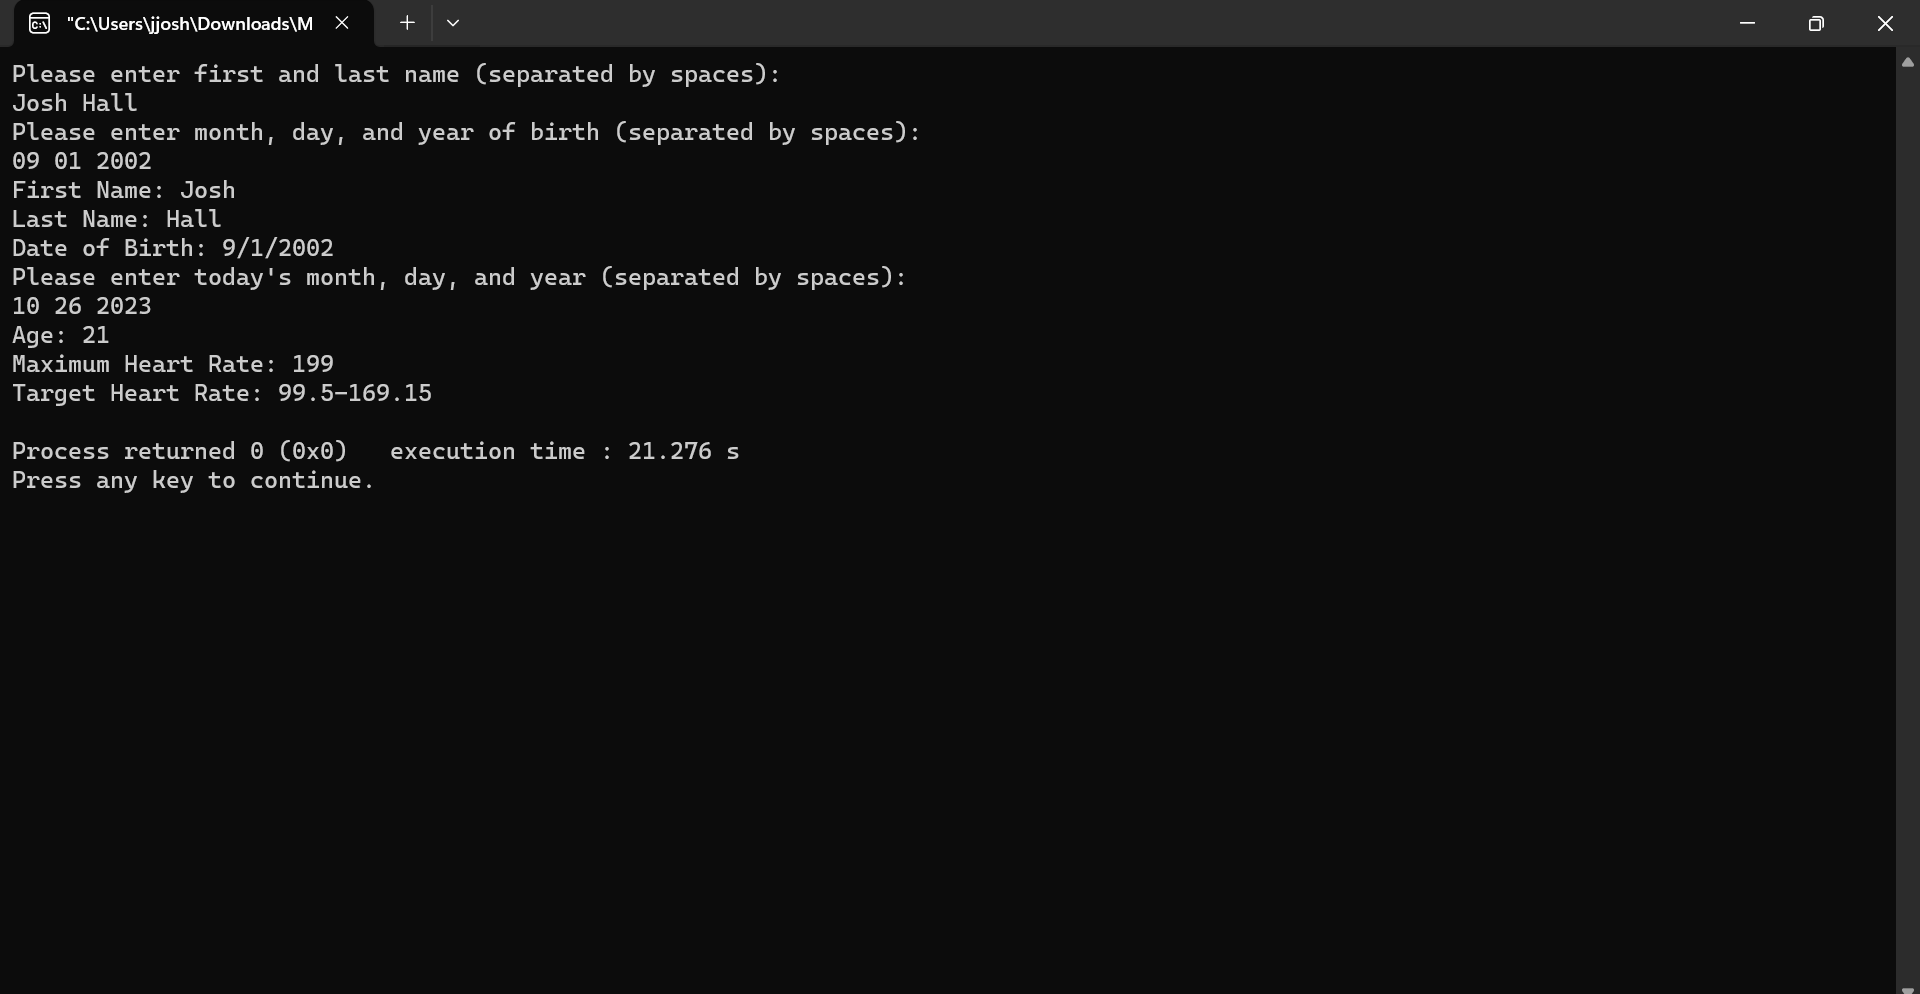 "C:\Users\jjosh\Downloads\M
Please enter first and last name (separated by spaces):
Josh Hall
Please enter month, day, and year of birth (separated by spaces):
09 01 2002
First Name: Josh
Last Name: Hall
Date of Birth: 9/1/2002
Please enter today's month, day, and year (separated by spaces):
10 26 2023
Age: 21
Maximum Heart Rate: 199
Target Heart Rate: 99.5-169.15
Process returned 0 (0x0)   execution time : 21.276 s
Press any key to continue.